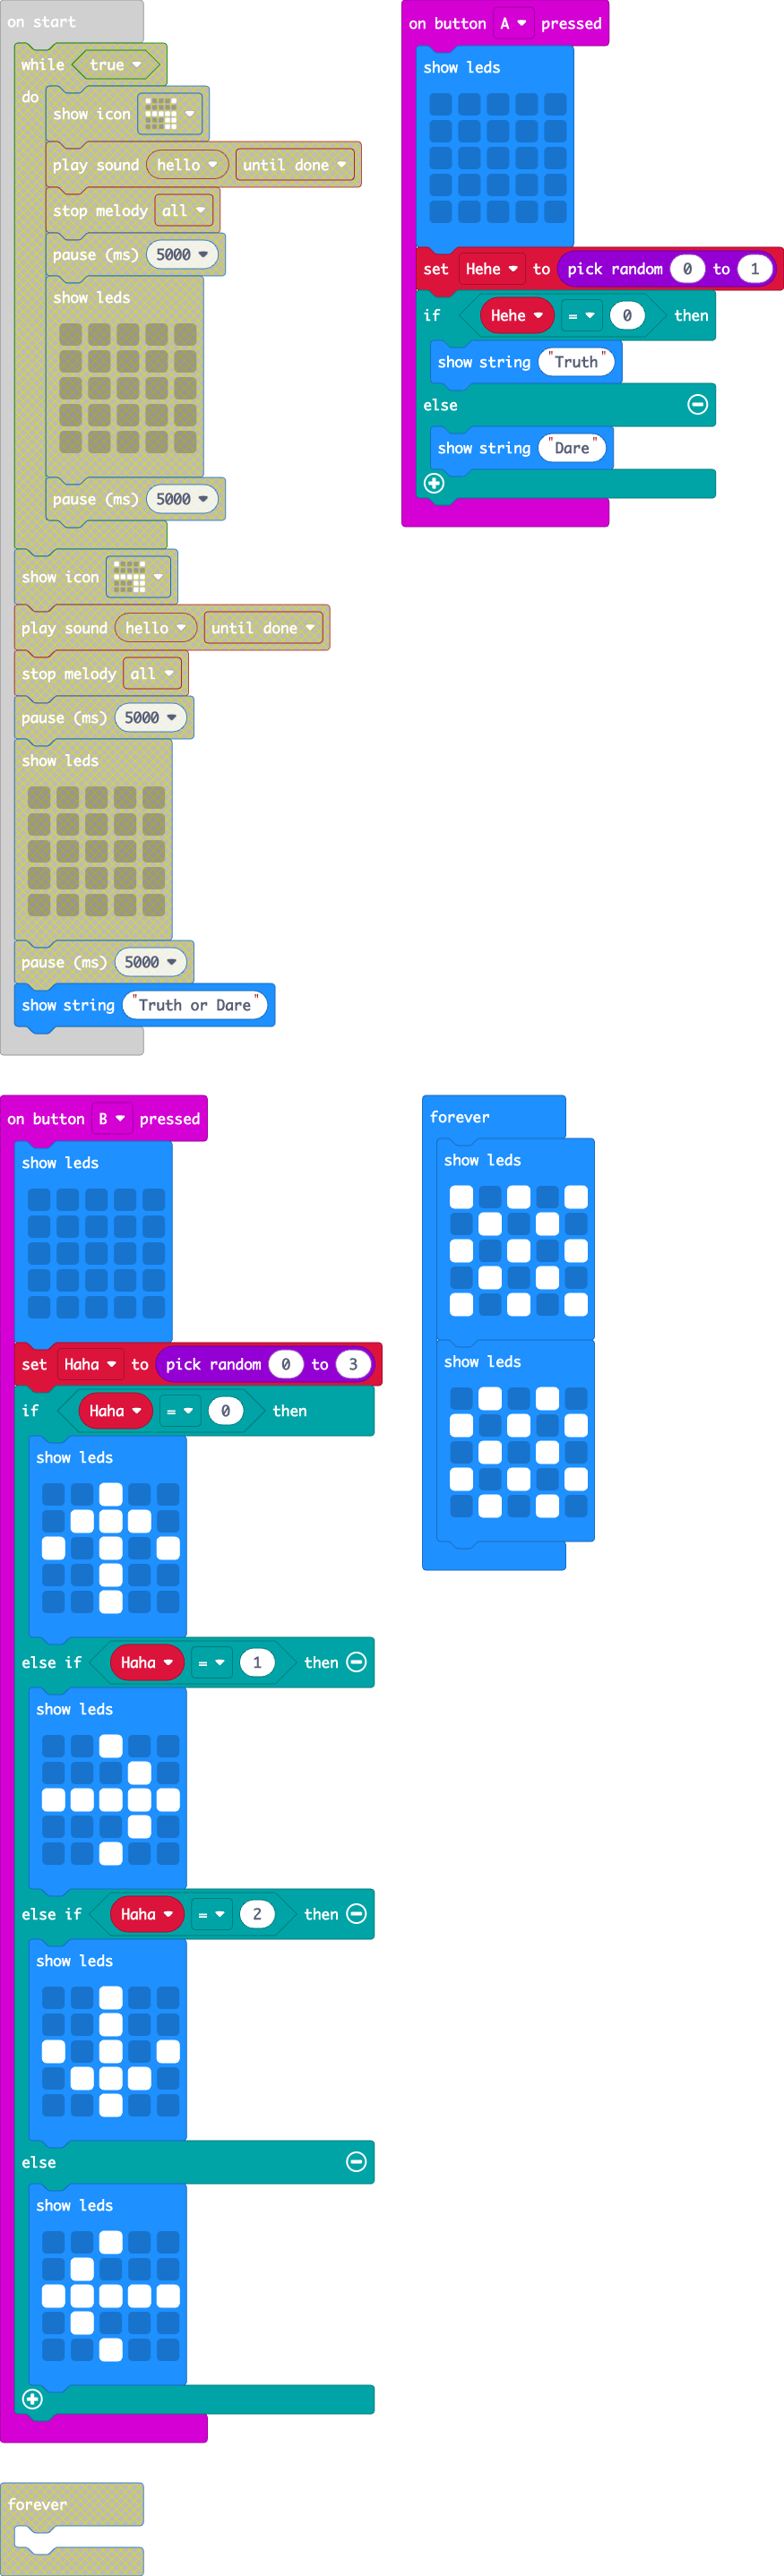 on start
while true
do
show icon
play sound hello until done
stop melody all
pause (ms) 5000
show leds
pause (ms) 5000
show icon
play sound hello until done
stop melody all
pause (ms) 5000
show leds
pause (ms) 5000
show string "Truth or Dare"
on button A pressed
show leds
set Hehe to pick random 0 to 1
if Hehe = 0 then
show string "Truth"
else
show string "Dare"
on button B pressed
show leds
set Haha to pick random 0 to 3
if Haha = 0 then
show leds
else if Haha = 1 then
show leds
else if Haha = 2 then
show leds
else
show leds
forever
show leds
show leds
forever